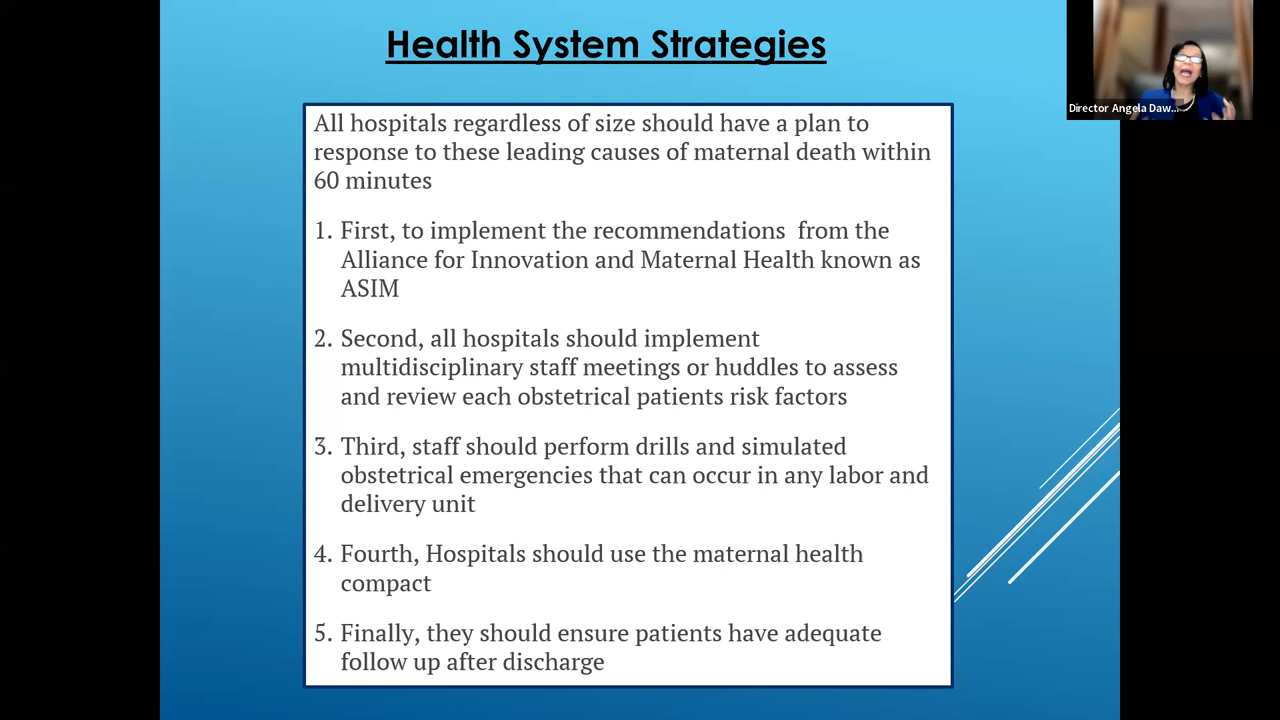 Health System Strategies
Director Angela Daw...
All hospitals regardless of size should have a plan to
response to these leading causes of maternal death within
60 minutes
1. First, to implement the recommendations from the
Alliance for Innovation and Maternal Health known as
ASIM
2. Second, all hospitals should implement
multidisciplinary staff meetings or huddles to assess
and review each obstetrical patients risk factors
3. Third, staff should perform drills and simulated
obstetrical emergencies that can occur in any labor and
delivery unit
4. Fourth, Hospitals should use the maternal health
compact
5. Finally, they should ensure patients have adequate
follow up after discharge